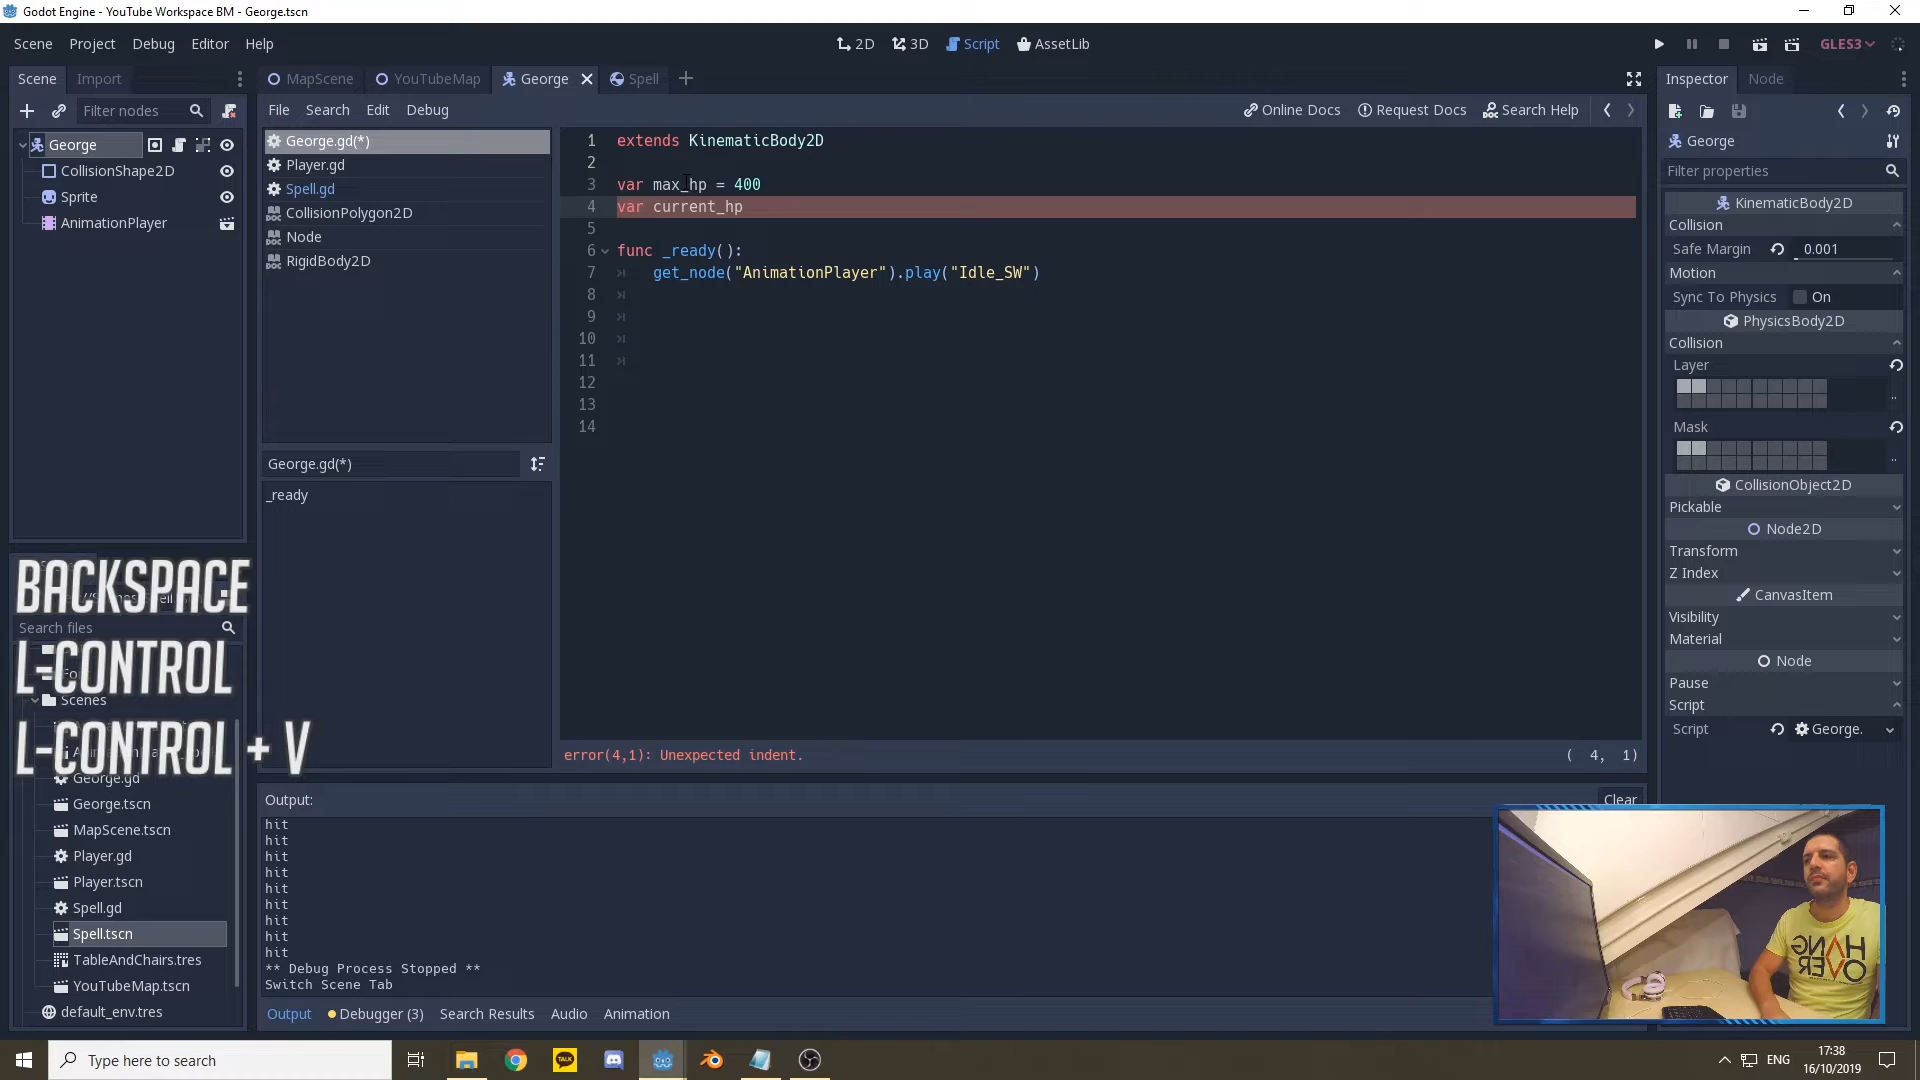 Godot Engine - YouTube Workspace BM - George.tscn
Scene Project Debug Editor Help
2D 3D Script AssetLib
GLES3
Scene Import
MapScene YouTubeMap George Spell
Inspector Node
Filter nodes
File Search Edit Debug
Online Docs Request Docs Search Help
George
CollisionShape2D
Sprite
AnimationPlayer
George.gd(*)
Player.gd
Spell.gd
CollisionPolygon2D
Node
RigidBody2D
George.gd(*)
_ready
1 extends KinematicBody2D
2
3 var max_hp = 400
4 var current_hp
5
6 func _ready():
7 get_node("AnimationPlayer").play("Idle_SW")
8
9
10
11
12
13
14
error(4,1): Unexpected indent.
( 4, 1)
George
Filter properties
KinematicBody2D
Collision
Safe Margin 0.001
Motion
Sync To Physics On
PhysicsBody2D
Collision
Layer
..
Mask
..
CollisionObject2D
Pickable
Node2D
Transform
Z Index
CanvasItem
Visibility
Material
Node
Pause
Script
Script George.
BACKSPACE
Search files
L-CONTROL
Scenes
L-CONTROL + V
George.gd
George.tscn
MapScene.tscn
Player.gd
Player.tscn
Spell.gd
Spell.tscn
TableAndChairs.tres
YouTubeMap.tscn
default_env.tres
Output:
Clear
hit
hit
hit
hit
hit
hit
hit
hit
hit
** Debug Process Stopped **
Switch Scene Tab
Output Debugger (3) Search Results Audio Animation
HANG
OVER
Type here to search
TALK
ENG
17:38
16/10/2019